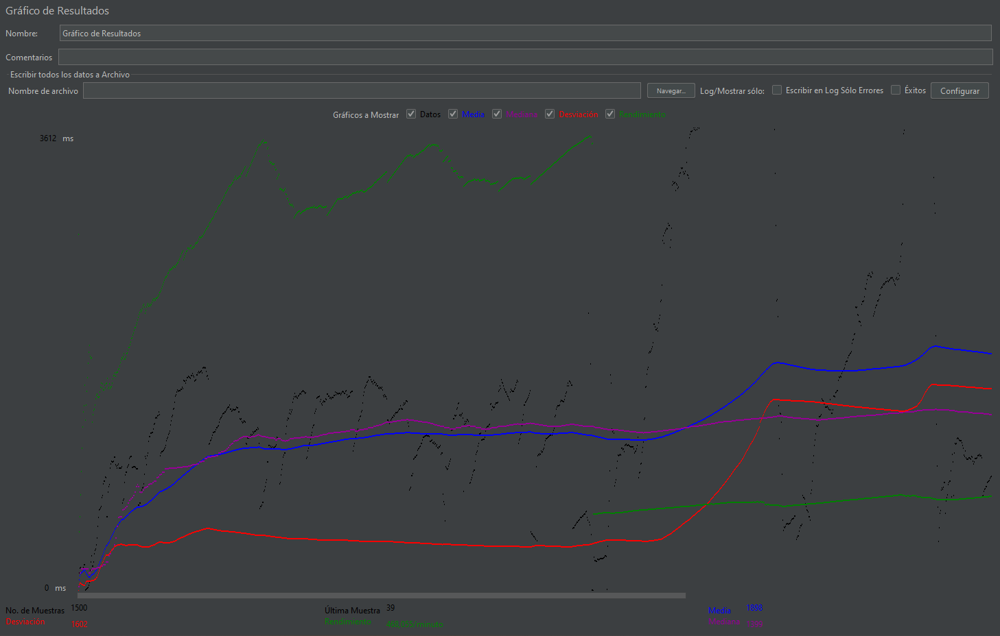 Gráfico de Resultados
Nombre: Gráfico de Resultados
Comentarios
Escribir todos los datos a Archivo
Nombre de archivo Navegar... Log/Mostrar sólo: Escribir en Log Sólo Errores Éxitos Configurar
Gráficos a Mostrar Datos Media Mediana Desviación Rendimiento
3612 ms
0 ms
No. de Muestras 1500 Última Muestra 39 Media 1898
Desviación 1602 Rendimiento 468,055/minuto Mediana